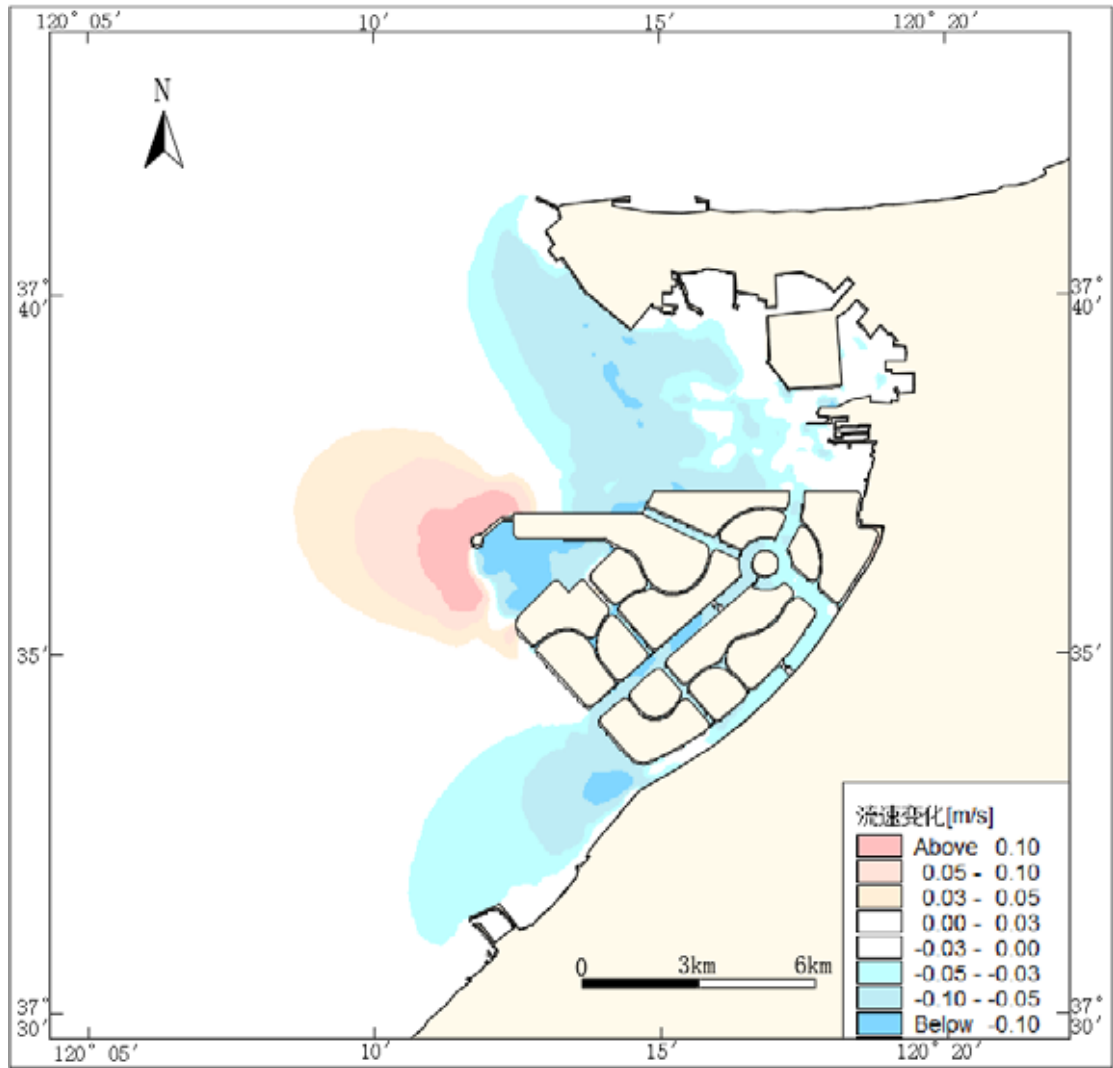 120° 05′ 10′ 15′ 120° 20′
N
37° 40′ 37° 40′
35′ 35′
流速变化[m/s]
Above 0.10
0.05 - 0.10
0.03 - 0.05
0.00 - 0.03
-0.03 - 0.00
-0.05 - -0.03
-0.10 - -0.05
Below -0.10
0 3km 6km
37° 30′ 37° 30′
120° 05′ 10′ 15′ 120° 20′